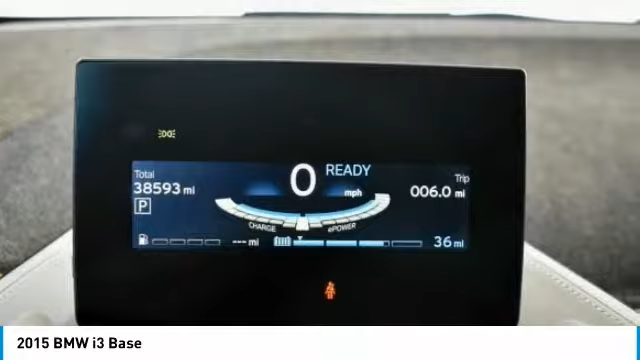 READY
Total
38593 mi
0
mph
Trip
006.0 mi
P
CHARGE
ePOWER
--- mi
36 mi
2015 BMW i3 Base